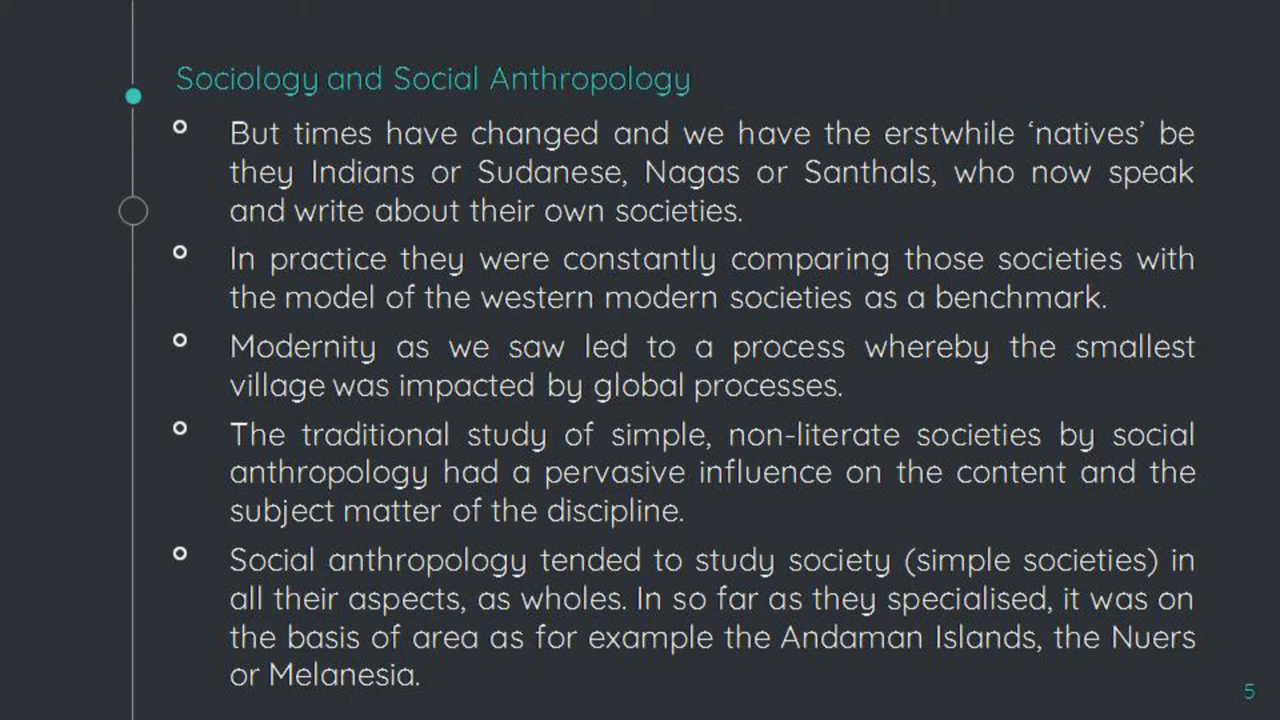 Sociology and Social Anthropology
But times have changed and we have the erstwhile ‘natives’ be
they Indians or Sudanese, Nagas or Santhals, who now speak
and write about their own societies.
In practice they were constantly comparing those societies with
the model of the western modern societies as a benchmark.
Modernity as we saw led to a process whereby the smallest
village was impacted by global processes.
The traditional study of simple, non-literate societies by social
anthropology had a pervasive influence on the content and the
subject matter of the discipline.
Social anthropology tended to study society (simple societies) in
all their aspects, as wholes. In so far as they specialised, it was on
the basis of area as for example the Andaman Islands, the Nuers
or Melanesia.
5